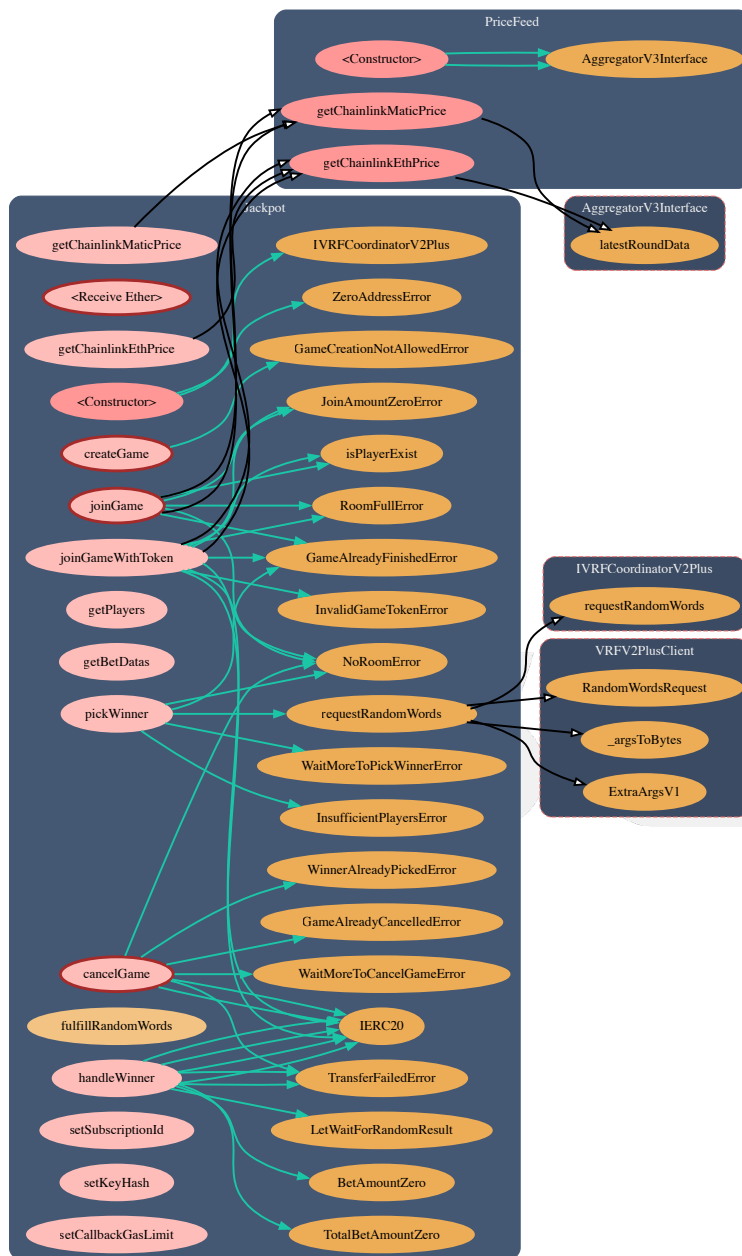 PriceFeed
<Constructor>
AggregatorV3Interface
getChainlinkMaticPrice
getChainlinkEthPrice
AggregatorV3Interface
latestRoundData
Jackpot
getChainlinkMaticPrice
IVRFCoordinatorV2Plus
<Receive Ether>
ZeroAddressError
getChainlinkEthPrice
GameCreationNotAllowedError
<Constructor>
JoinAmountZeroError
createGame
isPlayerExist
joinGame
RoomFullError
joinGameWithToken
GameAlreadyFinishedError
getPlayers
InvalidGameTokenError
getBetDatas
NoRoomError
pickWinner
requestRandomWords
WaitMoreToPickWinnerError
InsufficientPlayersError
WinnerAlreadyPickedError
GameAlreadyCancelledError
cancelGame
WaitMoreToCancelGameError
fulfillRandomWords
IERC20
handleWinner
TransferFailedError
setSubscriptionId
LetWaitForRandomResult
setKeyHash
BetAmountZero
setCallbackGasLimit
TotalBetAmountZero
IVRFCoordinatorV2Plus
requestRandomWords
VRFV2PlusClient
RandomWordsRequest
_argsToBytes
ExtraArgsV1